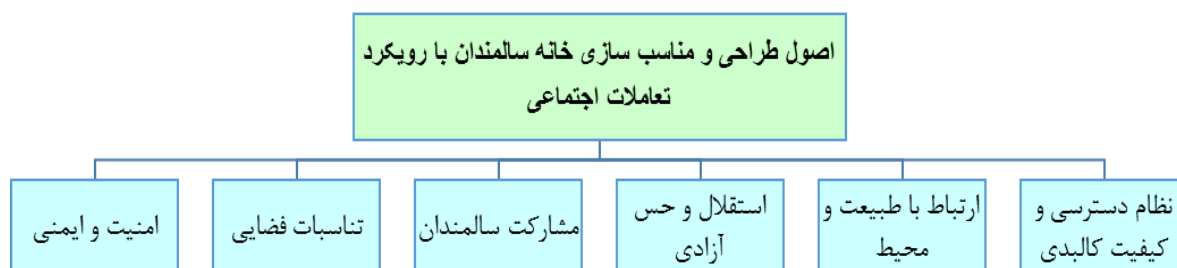 اصول طراحی و مناسب سازی خانه سالمندان با رویکرد
تعاملات اجتماعی
نظام دسترسی و
کیفیت کالبدی
ارتباط با طبیعت و
محیط
استقلال و حس
آزادی
مشارکت سالمندان
تناسبات فضایی
امنیت و ایمنی